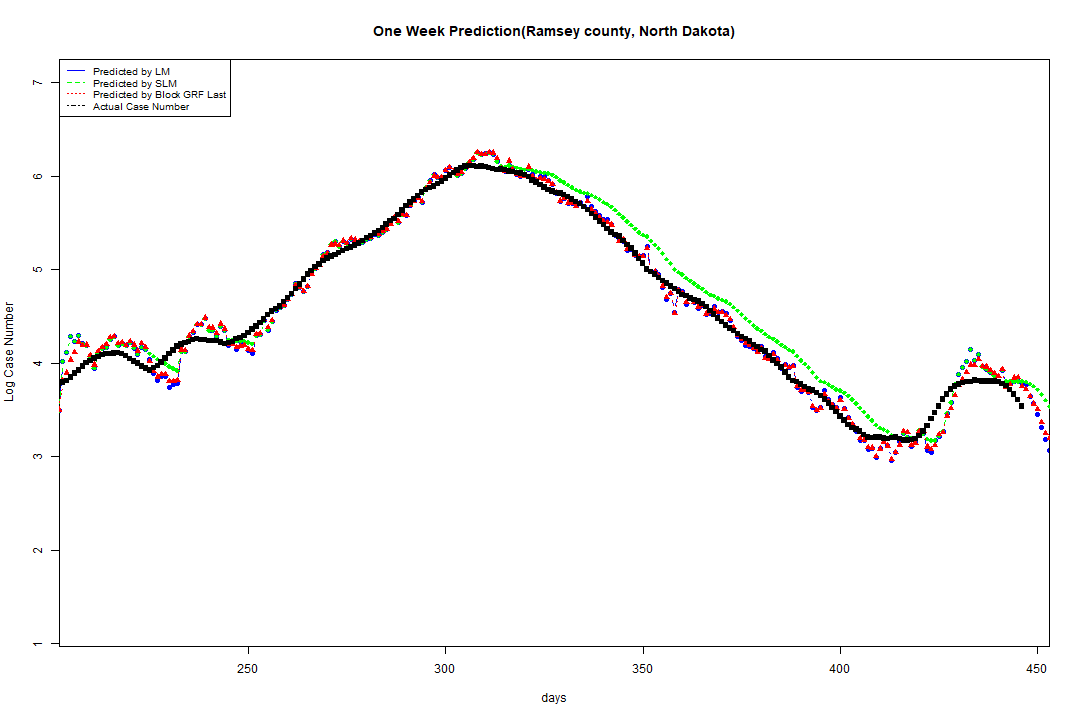 One Week Prediction(Ramsey county, North Dakota)
Predicted by LM
Predicted by SLM
Predicted by Block GRF Last
Actual Case Number
7
6
5
4
3
2
1
Log Case Number
250
300
350
400
450
days